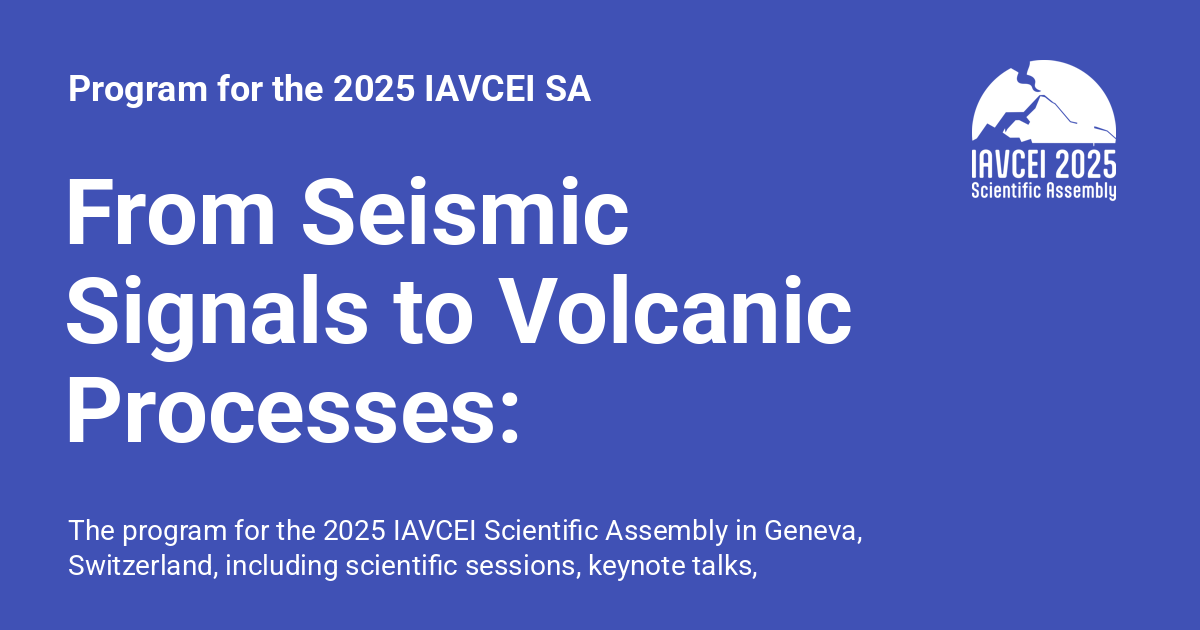 Program for the 2025 IAVCEI SA
IAVCEI 2025
Scientific Assembly
From Seismic
Signals to Volcanic
Processes:
The program for the 2025 IAVCEI Scientific Assembly in Geneva,
Switzerland, including scientific sessions, keynote talks,